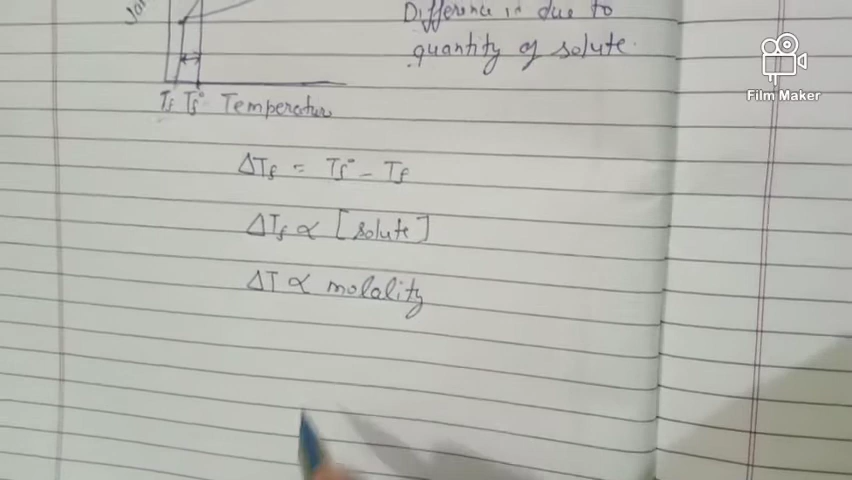 Difference is due to
quantity of solute.
Film Maker
Tf Tf° Temperature
ΔTf = Tf° - Tf
ΔTf ∝ [solute]
ΔT ∝ molality